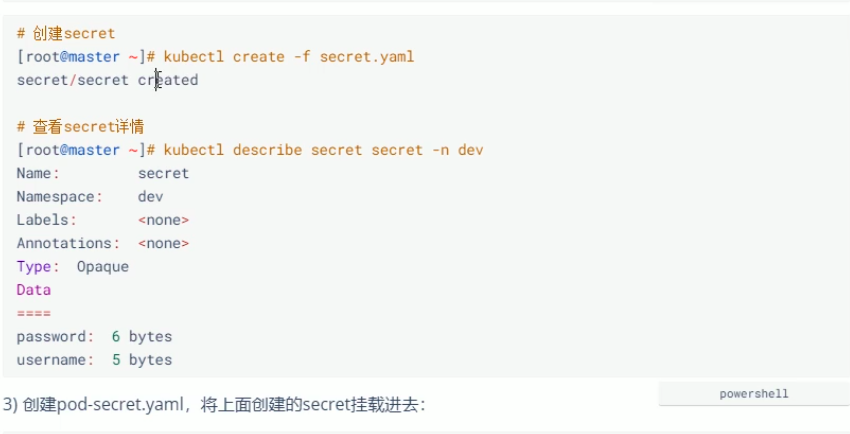 # 创建secret
[root@master ~]# kubectl create -f secret.yaml
secret/secret created
# 查看secret详情
[root@master ~]# kubectl describe secret secret -n dev
Name:         secret
Namespace:    dev
Labels:       <none>
Annotations:  <none>
Type:  Opaque
Data
====
password:  6 bytes
username:  5 bytes
powershell
3) 创建pod-secret.yaml，将上面创建的secret挂载进去：